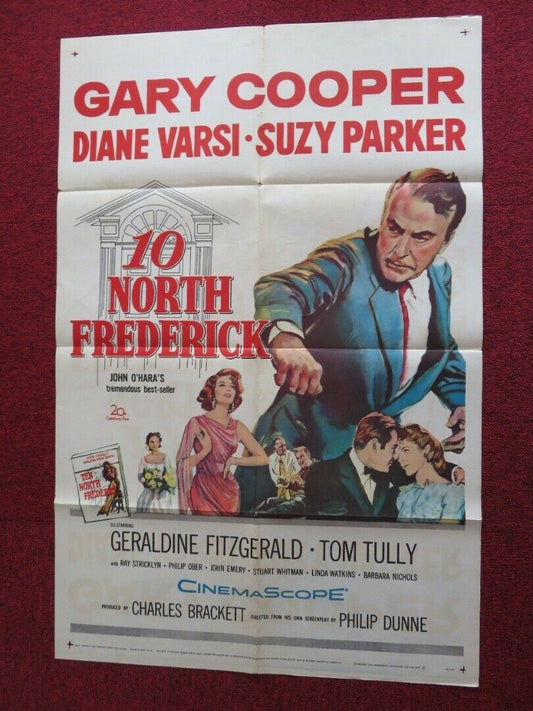 GARY COOPER
DIANE VARSI · SUZY PARKER
10
NORTH
FREDERICK
JOHN O'HARA'S
tremendous best-seller
20th
Century-Fox
TEN
NORTH
FREDERICK
CO-STARRING
GERALDINE FITZGERALD · TOM TULLY
with RAY STRICKLYN · PHILIP OBER · JOHN EMERY · STUART WHITMAN · LINDA WATKINS · BARBARA NICHOLS
CINEMASCOPE
PRODUCED BY CHARLES BRACKETT DIRECTED FROM HIS OWN SCREENPLAY BY PHILIP DUNNE